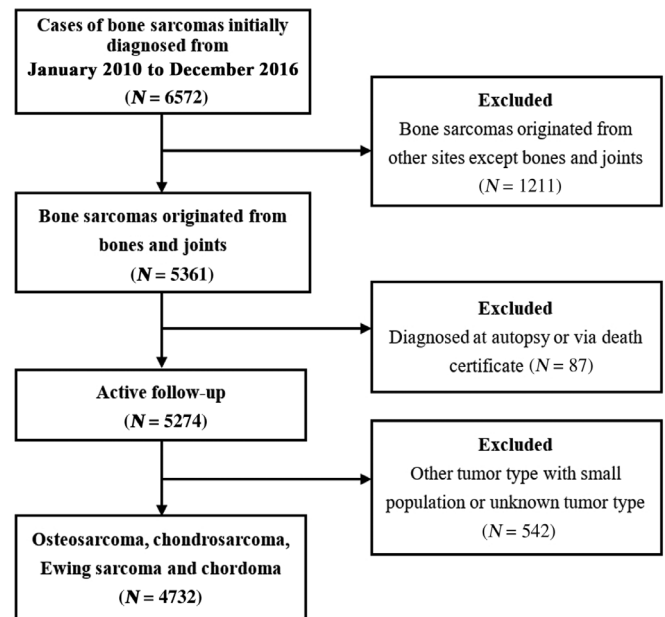 Cases of bone sarcomas initially
diagnosed from
January 2010 to December 2016
(N = 6572)
Excluded
Bone sarcomas originated from
other sites except bones and joints
(N = 1211)
Bone sarcomas originated from
bones and joints
(N = 5361)
Excluded
Diagnosed at autopsy or via death
certificate (N = 87)
Active follow-up
(N = 5274)
Excluded
Other tumor type with small
population or unknown tumor type
(N = 542)
Osteosarcoma, chondrosarcoma,
Ewing sarcoma and chordoma
(N = 4732)